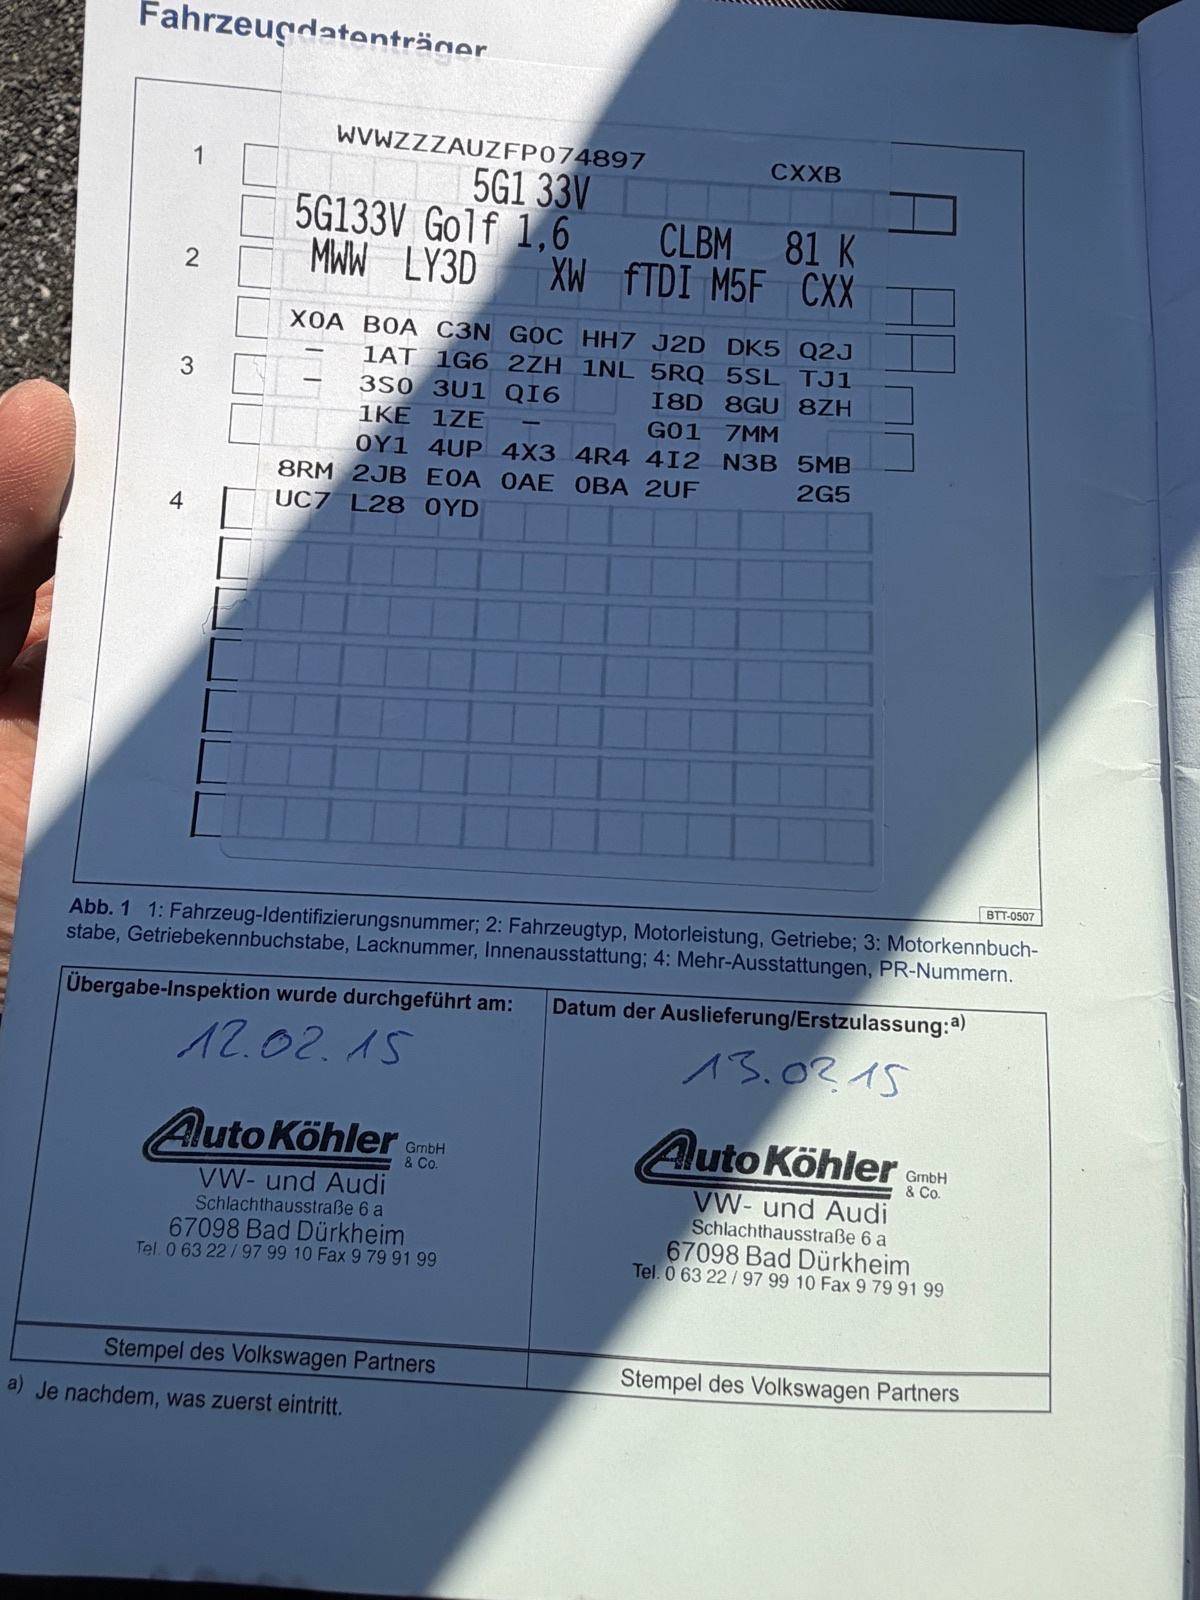 Fahrzeugdatenträger
WVWZZZAUZFP074897 CXXB
1
5G1 33V
5G133V Golf 1,6 CLBM 81 K
2
MWW LY3D XW fTDI M5F CXX
X0A B0A C3N G0C HH7 J2D DK5 Q2J
3
- 1AT 1G6 2ZH 1NL 5RQ 5SL TJ1
- 3S0 3U1 QI6 I8D 8GU 8ZH
1KE 1ZE - G01 7MM
0Y1 4UP 4X3 4R4 4I2 N3B 5MB
8RM 2JB E0A 0AE 0BA 2UF 2G5
4
UC7 L28 0YD
BTT-0507
Abb. 1 1: Fahrzeug-Identifizierungsnummer; 2: Fahrzeugtyp, Motorleistung, Getriebe; 3: Motorkennbuch-
stabe, Getriebekennbuchstabe, Lacknummer, Innenausstattung; 4: Mehr-Ausstattungen, PR-Nummern.
Übergabe-Inspektion wurde durchgeführt am:
12.02.15
Auto Köhler GmbH & Co.
VW- und Audi
Schlachthausstraße 6 a
67098 Bad Dürkheim
Tel. 0 63 22 / 97 99 10 Fax 9 79 91 99
Stempel des Volkswagen Partners
Datum der Auslieferung/Erstzulassung:a)
13.02.15
Auto Köhler GmbH & Co.
VW- und Audi
Schlachthausstraße 6 a
67098 Bad Dürkheim
Tel. 0 63 22 / 97 99 10 Fax 9 79 91 99
Stempel des Volkswagen Partners
a) Je nachdem, was zuerst eintritt.